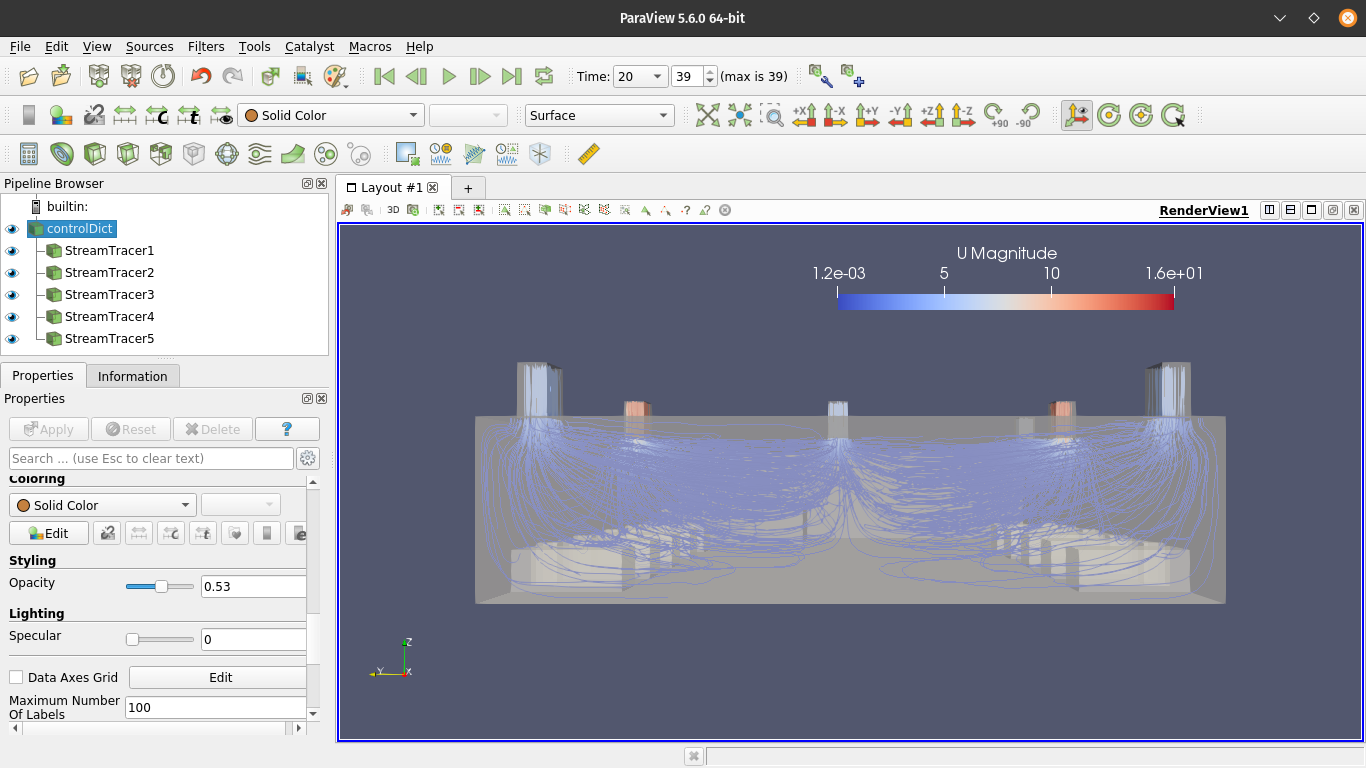 ParaView 5.6.0 64-bit
File Edit View Sources Filters Tools Catalyst Macros Help
Time: 20 39 (max is 39)
Solid Color Surface +X -X +Y -Y +Z -Z +90 -90
Pipeline Browser
builtin:
controlDict
StreamTracer1
StreamTracer2
StreamTracer3
StreamTracer4
StreamTracer5
Properties Information
Properties
Apply Reset Delete ?
Search ... (use Esc to clear text)
Coloring
Solid Color
Edit
Styling
Opacity 0.53
Lighting
Specular 0
Data Axes Grid Edit
Maximum Number
Of Labels 100
Layout #1 +
3D RenderView1
U Magnitude
1.2e-03 5 10 1.6e+01
Z
Y X